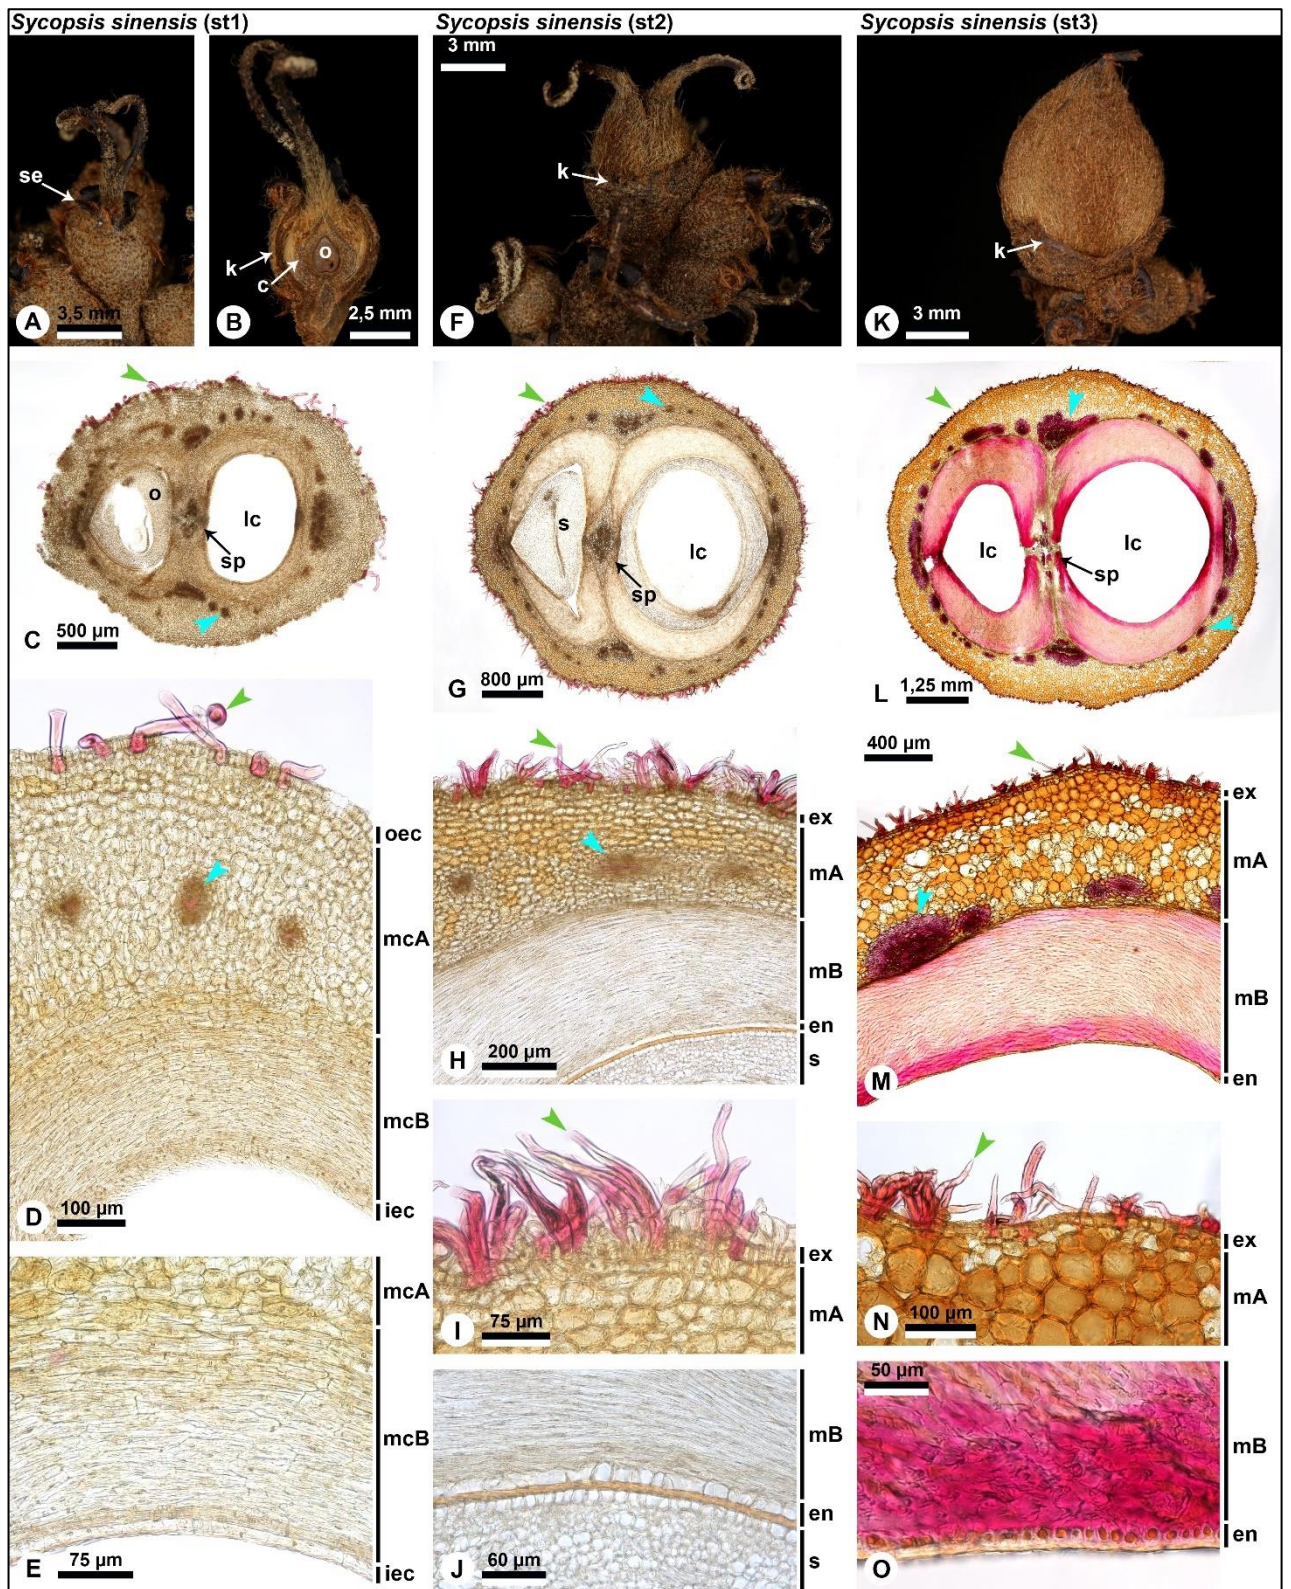 Sycopsis sinensis (st1)
Sycopsis sinensis (st2)
Sycopsis sinensis (st3)
se
A
3,5 mm
k
c
o
B
2,5 mm
3 mm
k
F
k
K
3 mm
o
lc
sp
C
500 µm
s
lc
sp
G
800 µm
lc
lc
sp
L
1,25 mm
oec
mcA
mcB
iec
D
100 µm
ex
mA
mB
en
s
H
200 µm
400 µm
ex
mA
mB
en
M
mcA
mcB
iec
E
75 µm
ex
mA
I
75 µm
ex
mA
N
100 µm
mB
en
s
J
60 µm
50 µm
mB
en
O